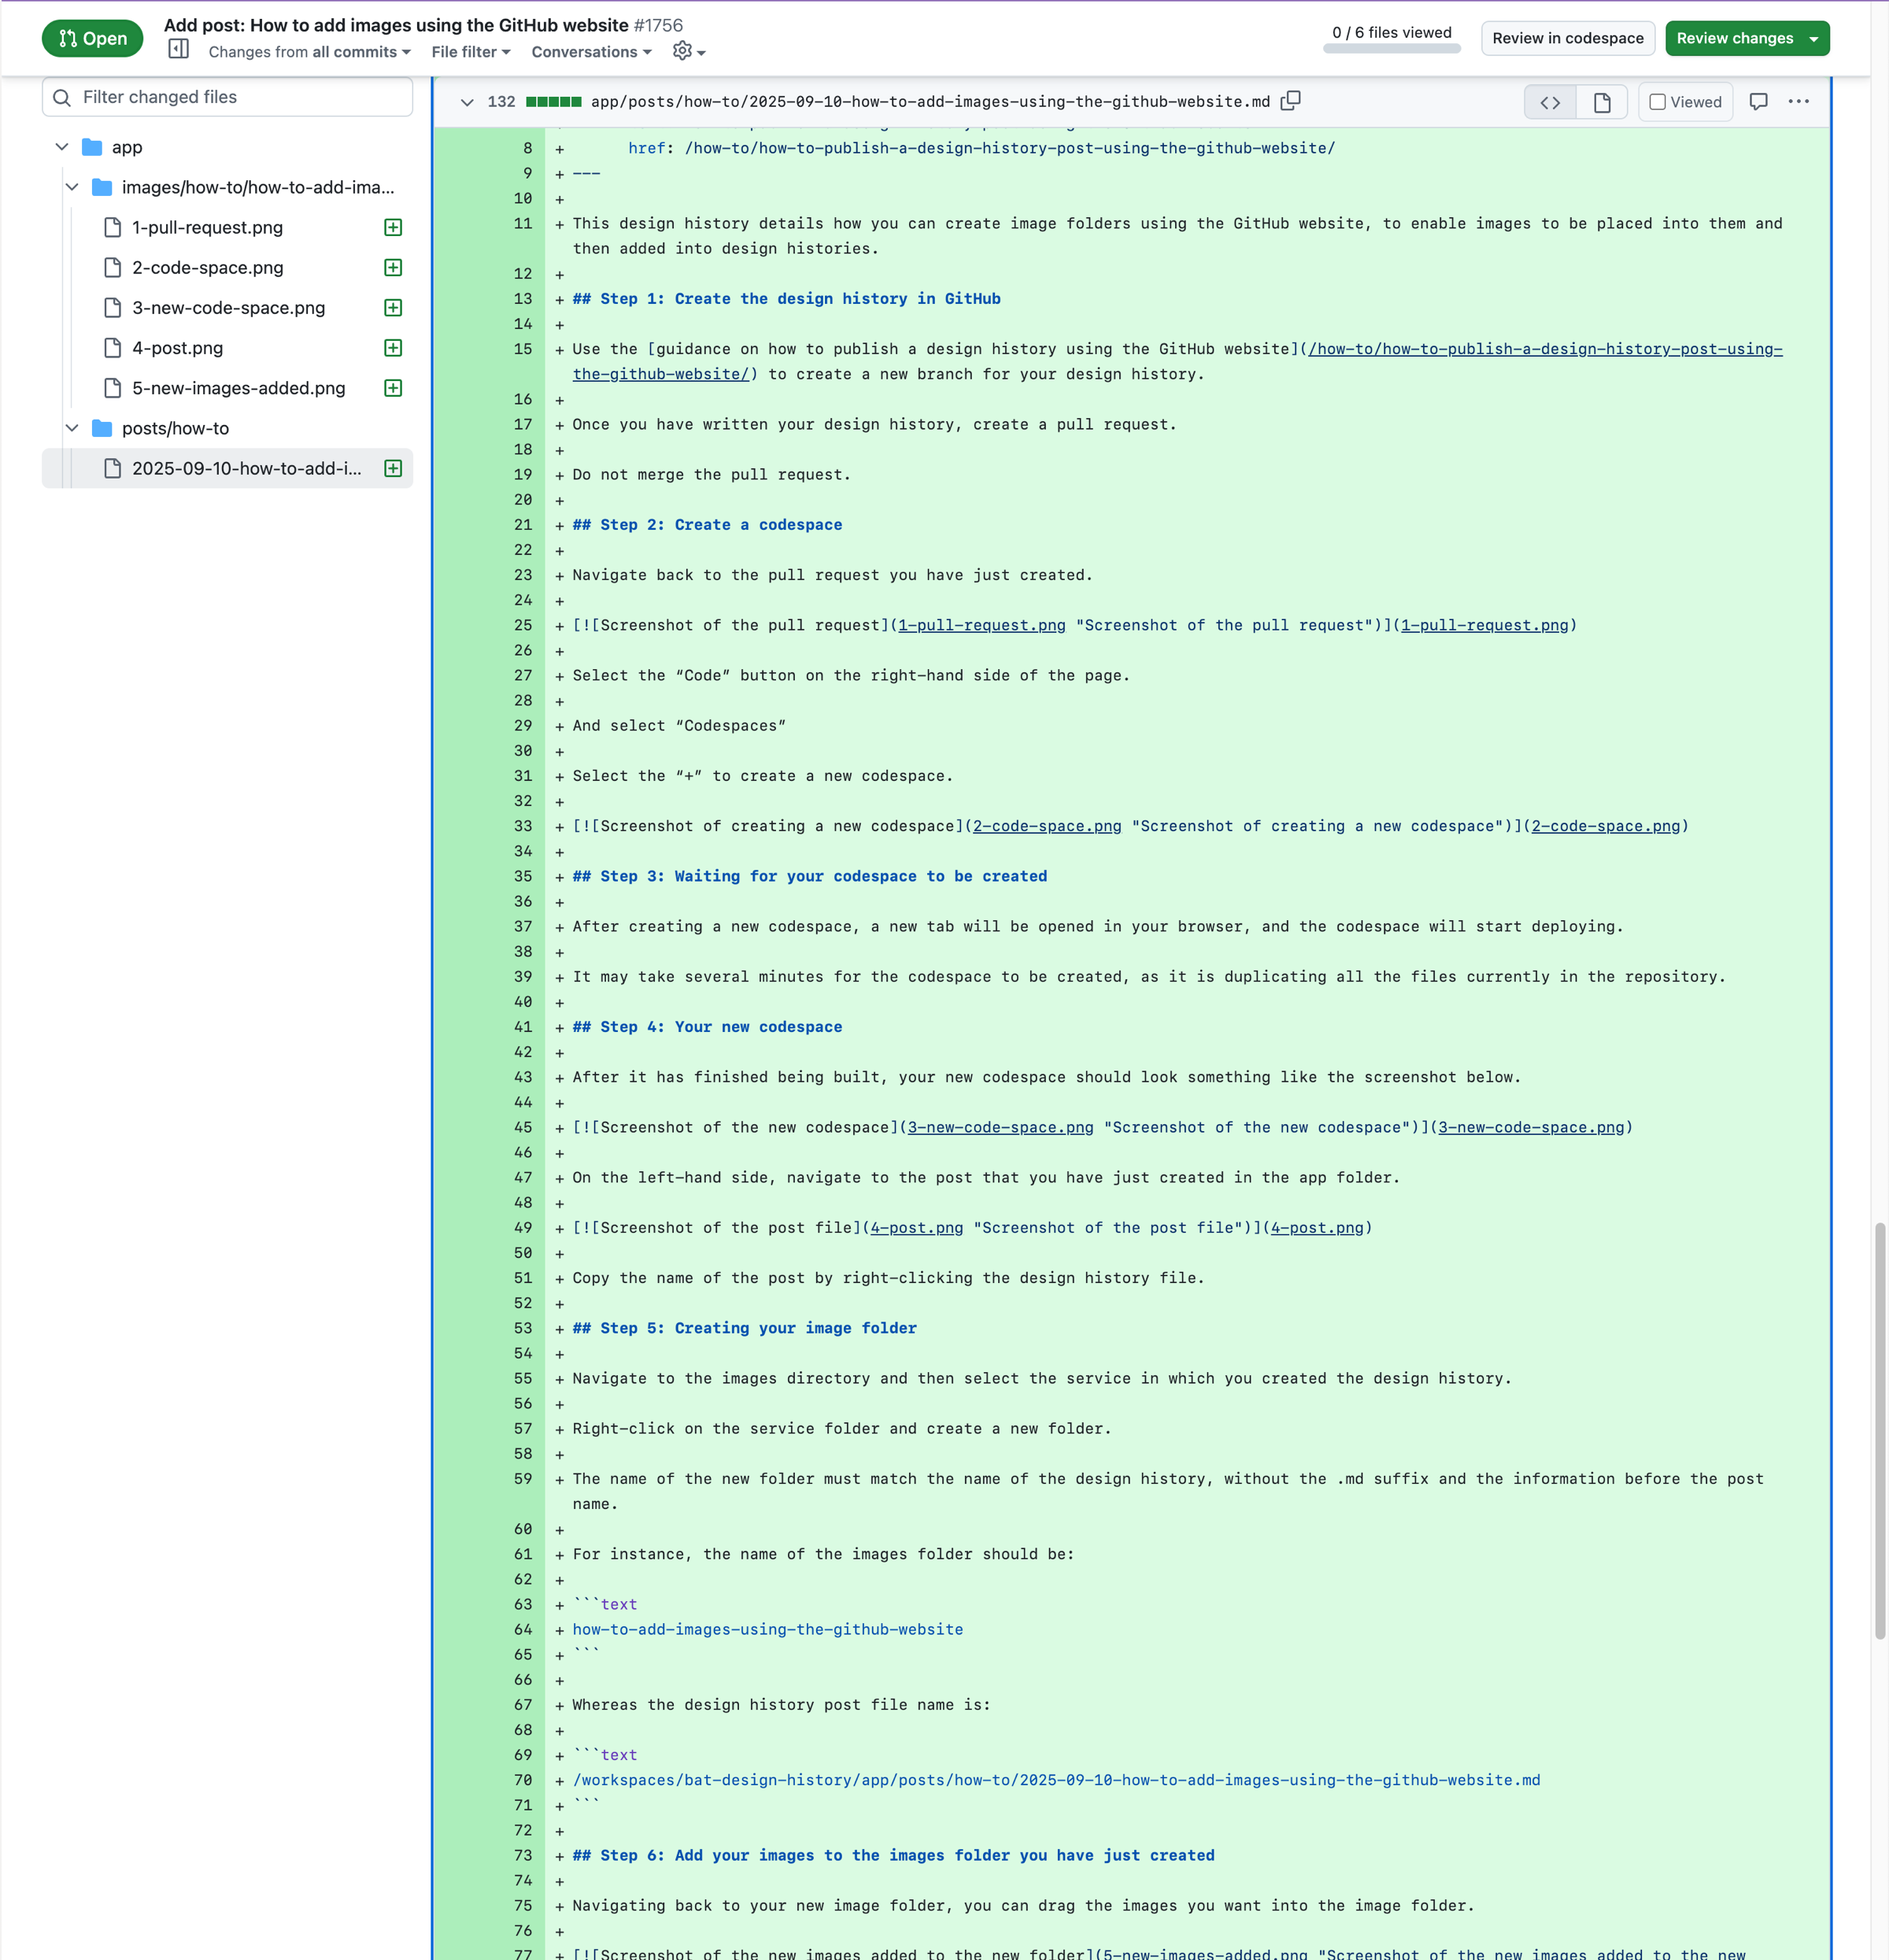 Open
Add post: How to add images using the GitHub website #1756
Changes from all commits
File filter
Conversations
0 / 6 files viewed
Review in codespace
Review changes
Filter changed files
app
images/how-to/how-to-add-ima...
1-pull-request.png
2-code-space.png
3-new-code-space.png
4-post.png
5-new-images-added.png
posts/how-to
2025-09-10-how-to-add-i...
132 app/posts/how-to/2025-09-10-how-to-add-images-using-the-github-website.md
Viewed
8 + href: /how-to/how-to-publish-a-design-history-post-using-the-github-website/
9 + ---
10 +
11 + This design history details how you can create image folders using the GitHub website, to enable images to be placed into them and
then added into design histories.
12 +
13 + ## Step 1: Create the design history in GitHub
14 +
15 + Use the [guidance on how to publish a design history using the GitHub website](/how-to/how-to-publish-a-design-history-post-using-
the-github-website/) to create a new branch for your design history.
16 +
17 + Once you have written your design history, create a pull request.
18 +
19 + Do not merge the pull request.
20 +
21 + ## Step 2: Create a codespace
22 +
23 + Navigate back to the pull request you have just created.
24 +
25 + [![Screenshot of the pull request](1-pull-request.png "Screenshot of the pull request")](1-pull-request.png)
26 +
27 + Select the “Code” button on the right-hand side of the page.
28 +
29 + And select “Codespaces”
30 +
31 + Select the “+” to create a new codespace.
32 +
33 + [![Screenshot of creating a new codespace](2-code-space.png "Screenshot of creating a new codespace")](2-code-space.png)
34 +
35 + ## Step 3: Waiting for your codespace to be created
36 +
37 + After creating a new codespace, a new tab will be opened in your browser, and the codespace will start deploying.
38 +
39 + It may take several minutes for the codespace to be created, as it is duplicating all the files currently in the repository.
40 +
41 + ## Step 4: Your new codespace
42 +
43 + After it has finished being built, your new codespace should look something like the screenshot below.
44 +
45 + [![Screenshot of the new codespace](3-new-code-space.png "Screenshot of the new codespace")](3-new-code-space.png)
46 +
47 + On the left-hand side, navigate to the post that you have just created in the app folder.
48 +
49 + [![Screenshot of the post file](4-post.png "Screenshot of the post file")](4-post.png)
50 +
51 + Copy the name of the post by right-clicking the design history file.
52 +
53 + ## Step 5: Creating your image folder
54 +
55 + Navigate to the images directory and then select the service in which you created the design history.
56 +
57 + Right-click on the service folder and create a new folder.
58 +
59 + The name of the new folder must match the name of the design history, without the .md suffix and the information before the post
name.
60 +
61 + For instance, the name of the images folder should be:
62 +
63 + ```text
64 + how-to-add-images-using-the-github-website
65 + ```
66 +
67 + Whereas the design history post file name is:
68 +
69 + ```text
70 + /workspaces/bat-design-history/app/posts/how-to/2025-09-10-how-to-add-images-using-the-github-website.md
71 + ```
72 +
73 + ## Step 6: Add your images to the images folder you have just created
74 +
75 + Navigating back to your new image folder, you can drag the images you want into the image folder.
76 +
77 + [![Screenshot of the new images added to the new folder](5-new-images-added.png "Screenshot of the new images added to the new